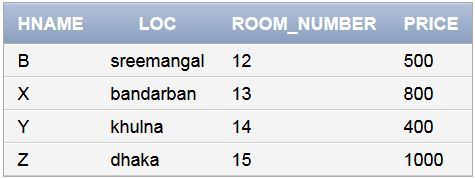 HNAME LOC ROOM_NUMBER PRICE
B sreemangal 12 500
X bandarban 13 800
Y khulna 14 400
Z dhaka 15 1000